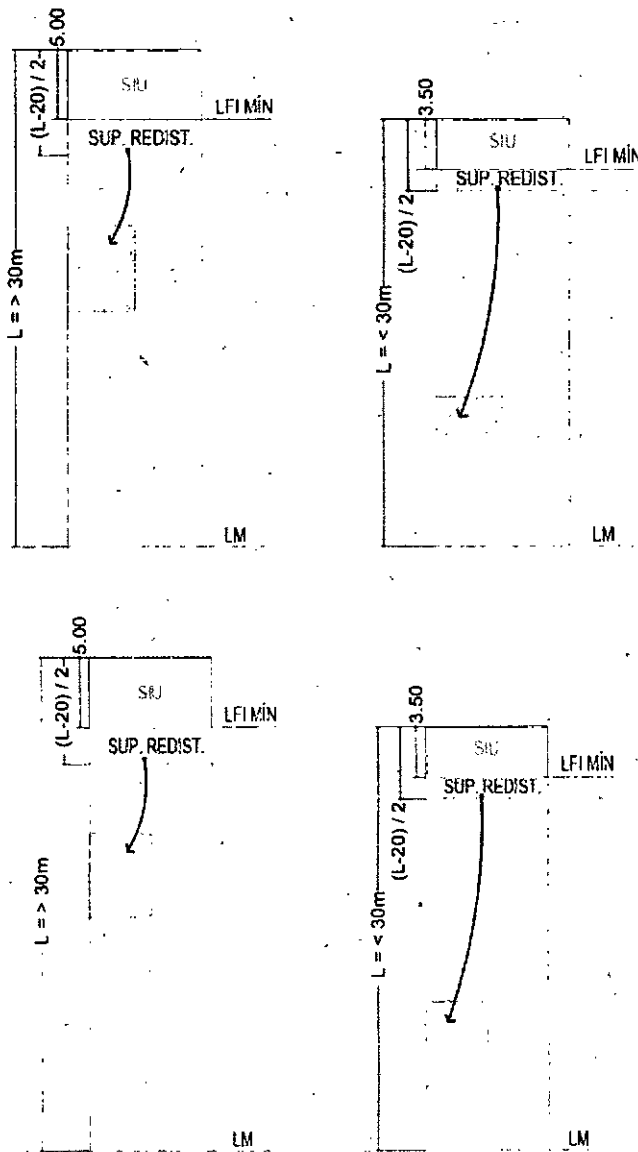 5.00
(L-20) / 2
SIU
LFI MÍN
SUP. REDIST.
L = > 30m
LM
3.50
(L-20) / 2
SIU
LFI MÍN
SUP. REDIST.
L = < 30m
LM
5.00
(L-20) / 2
SIU
LFI MÍN
SUP. REDIST.
L = > 30m
LM
3.50
(L-20) / 2
SIU
LFI MÍN
SUP. REDIST.
L = < 30m
LM